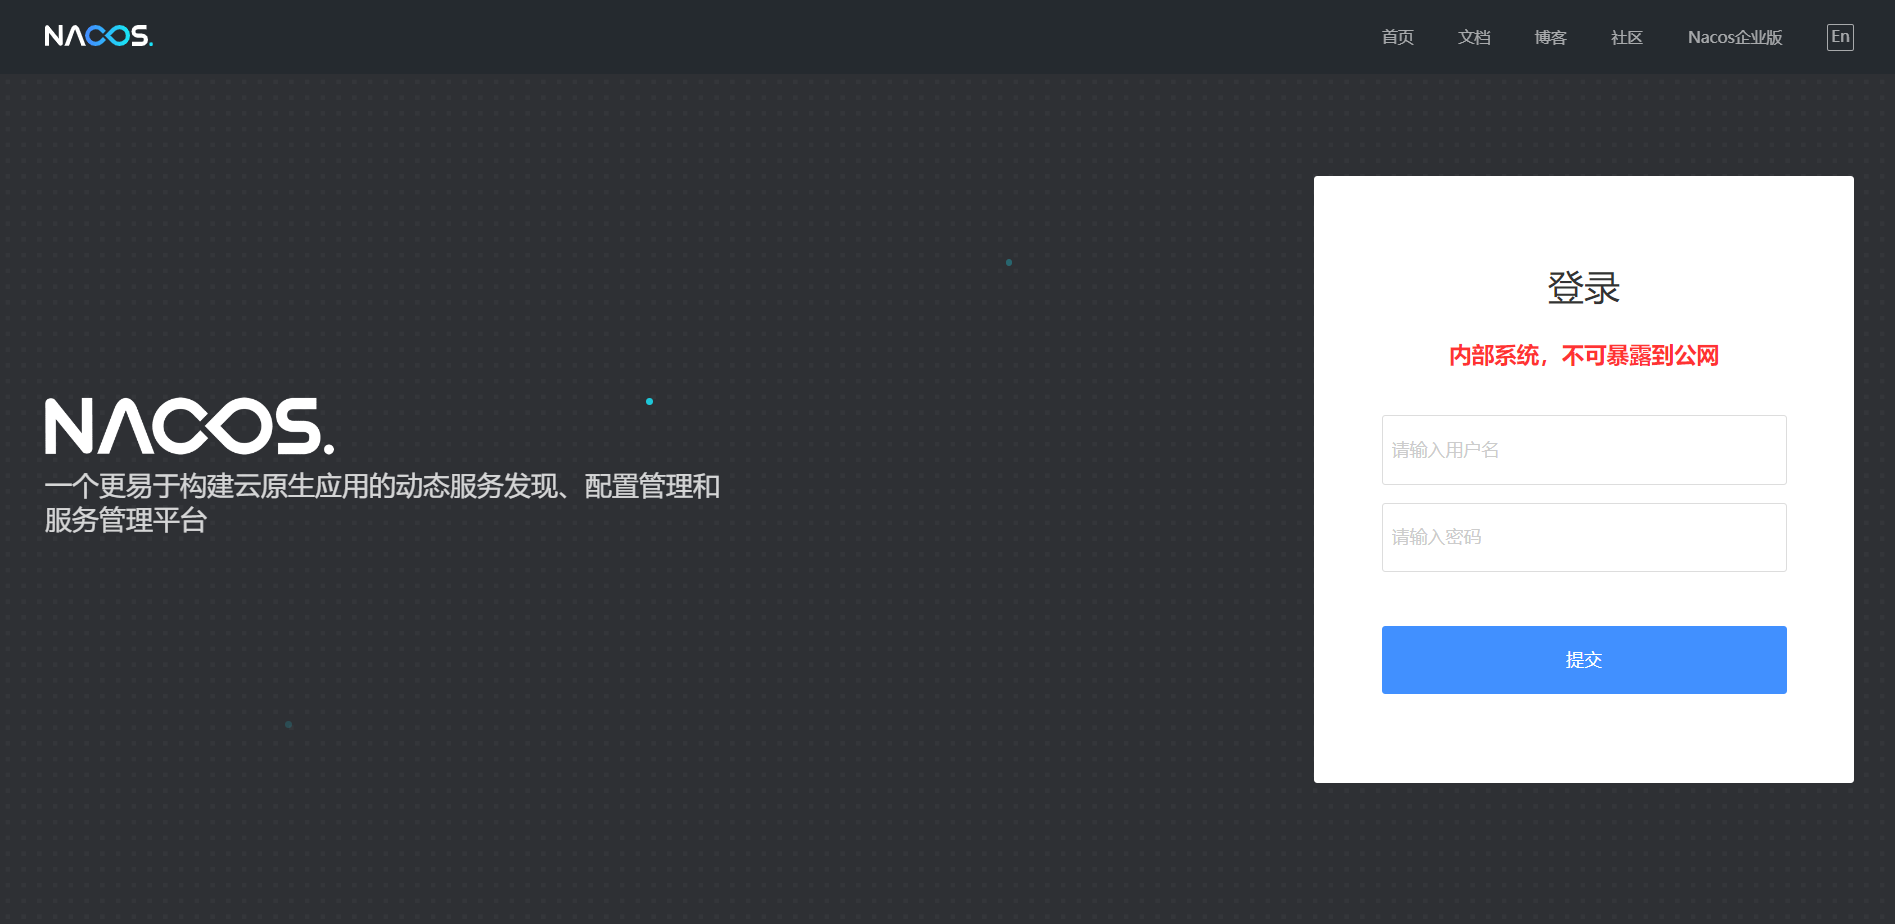 NACOS.
首页 文档 博客 社区 Nacos企业版 En
登录
内部系统，不可暴露到公网
NACOS.
一个更易于构建云原生应用的动态服务发现、配置管理和
服务管理平台
请输入用户名
请输入密码
提交